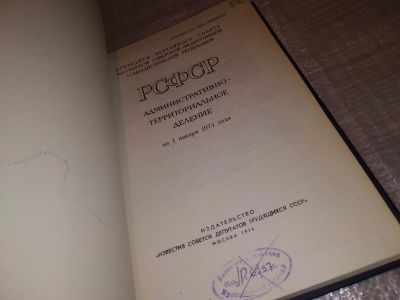 ПРЕЗИДИУМ ВЕРХОВНОГО СОВЕТА
РОССИЙСКОЙ СОВЕТСКОЙ ФЕДЕРАТИВНОЙ
СОЦИАЛИСТИЧЕСКОЙ РЕСПУБЛИКИ
РСФСР
АДМИНИСТРАТИВНО-
ТЕРРИТОРИАЛЬНОЕ
ДЕЛЕНИЕ
на 1 января 1974 года
ИЗДАТЕЛЬСТВО
«ИЗВЕСТИЯ СОВЕТОВ ДЕПУТАТОВ ТРУДЯЩИХСЯ СССР»
МОСКВА 1974